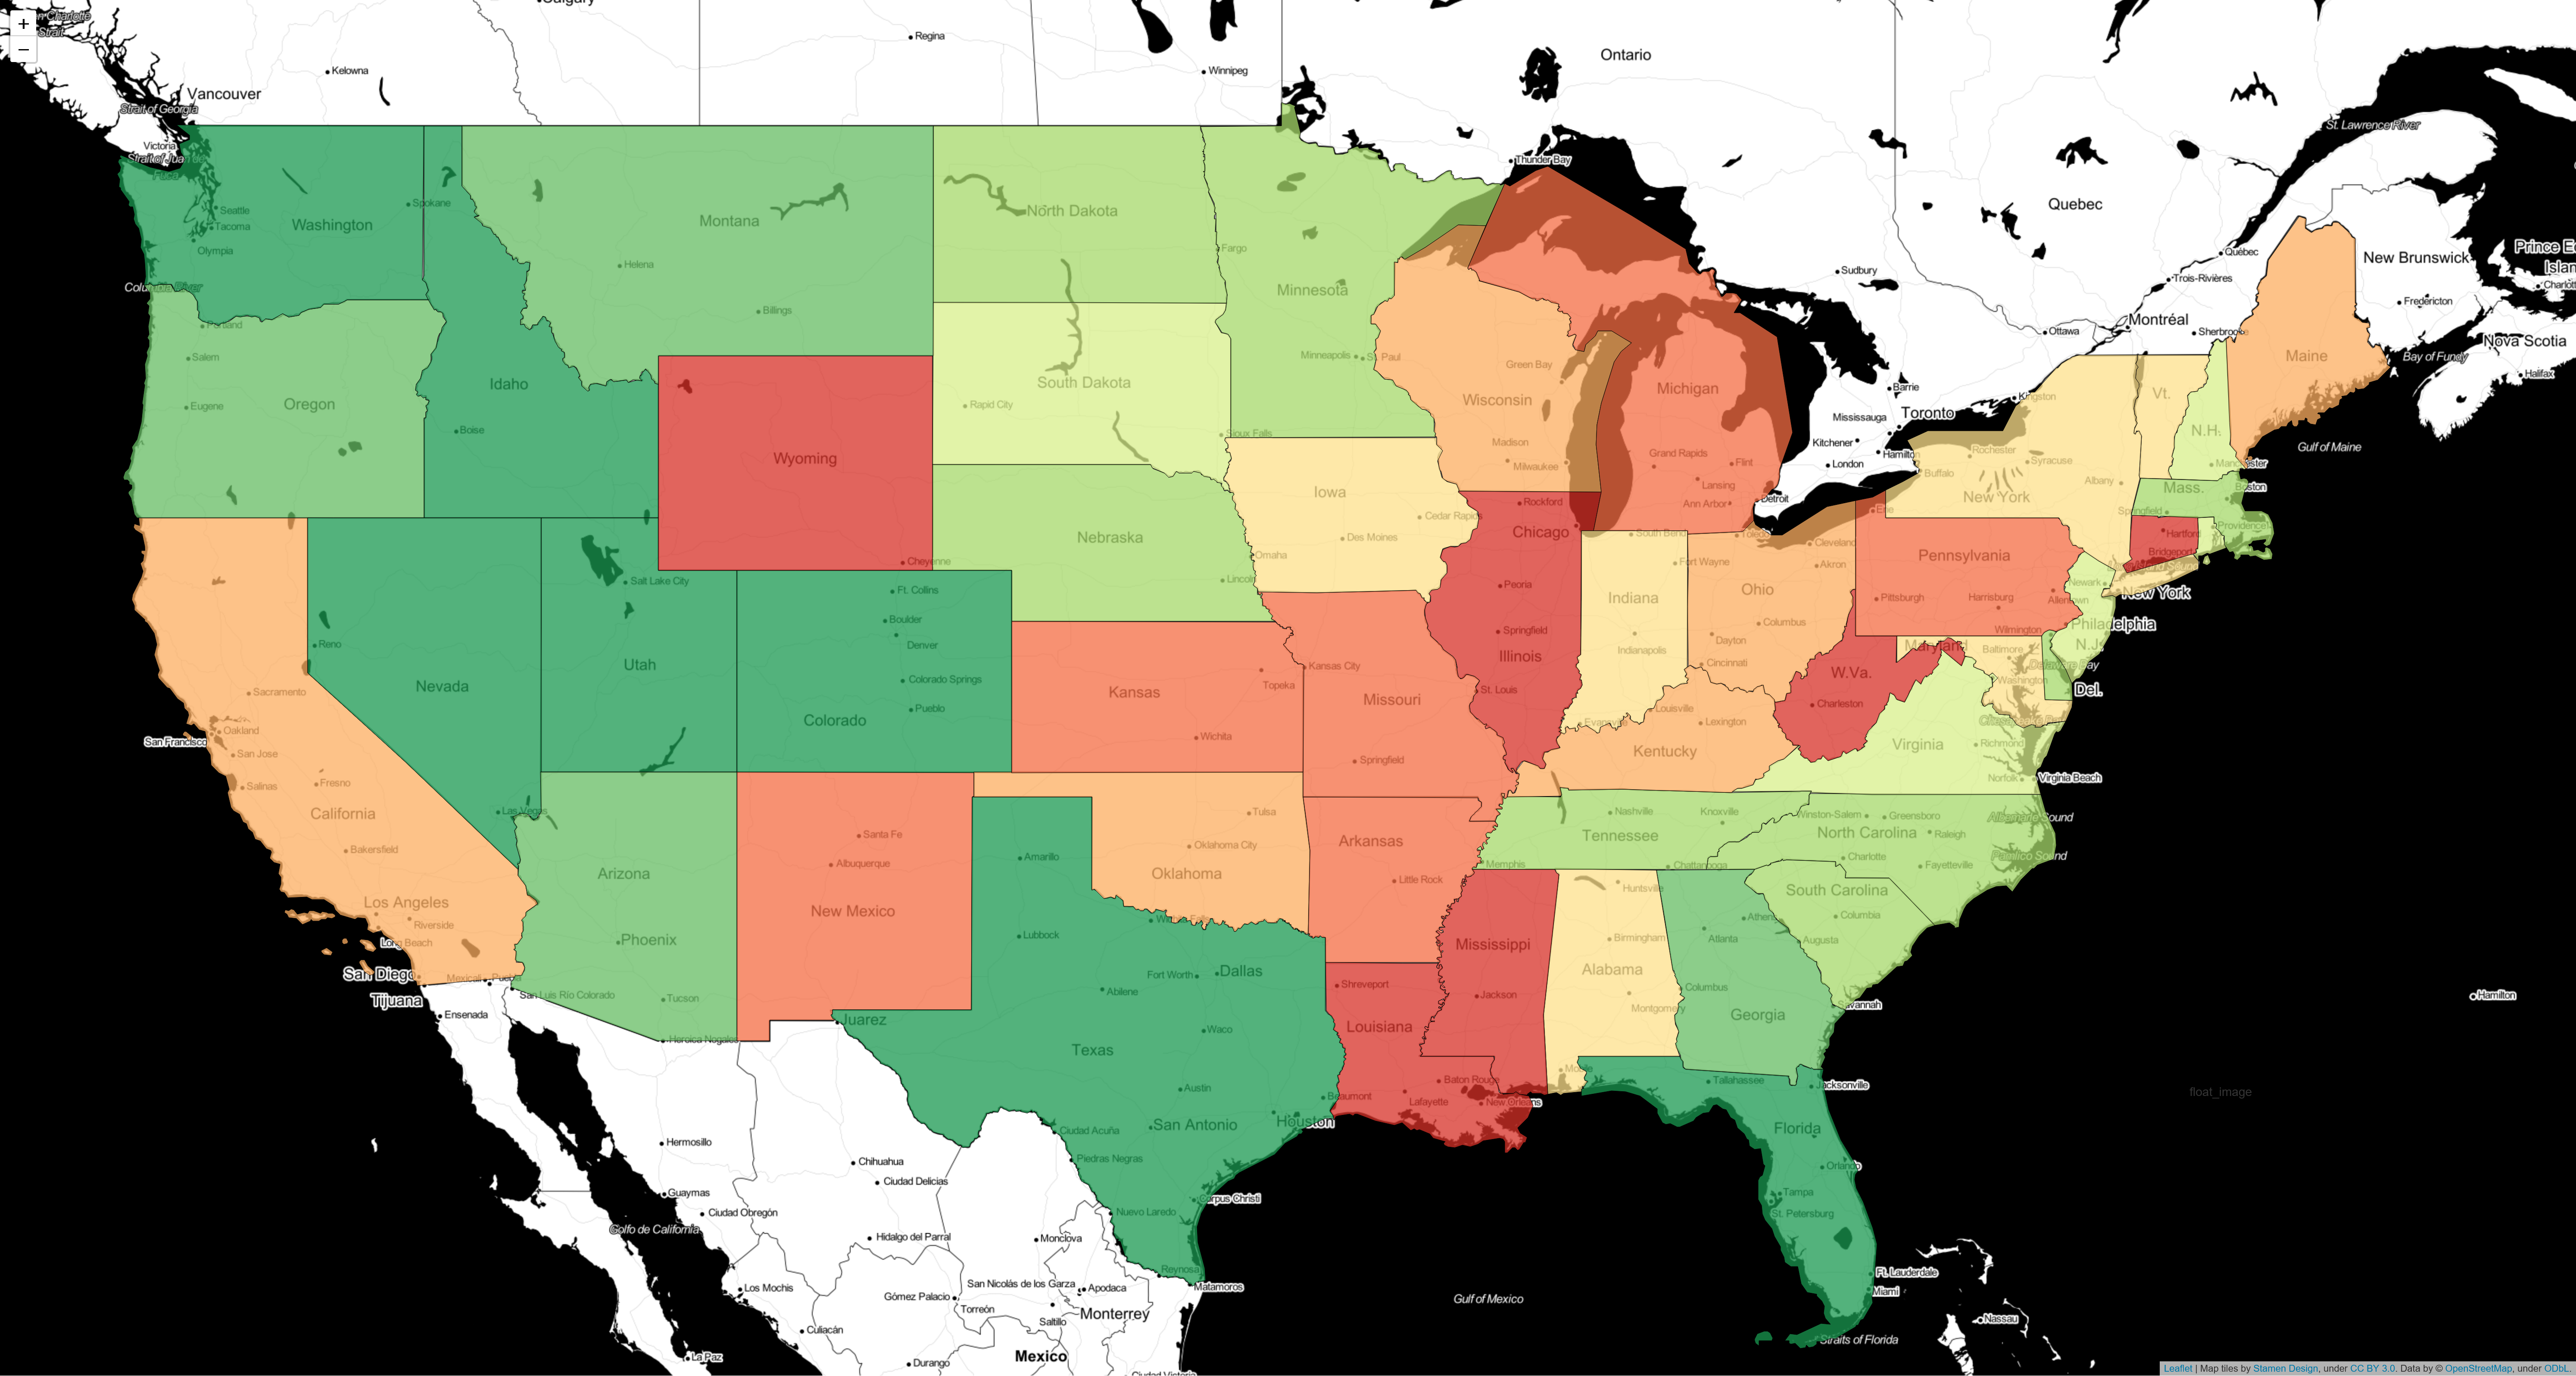 Calgary
+
−
Strait
Regina
Kelowna
Winnipeg
Ontario
Vancouver
Strait of Georgia
Victoria
Strait of Juan de
Fuca
Thunder Bay
St. Lawrence River
Seattle
Tacoma
Olympia
Washington
Spokane
Montana
North Dakota
Quebec
Helena
Fargo
Sudbury
Québec
New Brunswick
Trois-Rivières
Columbia River
Billings
Minnesota
Fredericton
Montréal
Sherbrooke
Ottawa
Nova Scotia
Portland
Salem
Minneapolis
St. Paul
Green Bay
Maine
Bay of Fundy
Halifax
Idaho
South Dakota
Michigan
Barrie
Vt.
Kingston
Eugene
Oregon
Rapid City
Wisconsin
Mississauga
Toronto
Boise
Sioux Falls
Madison
Kitchener
N.H.
Gulf of Maine
Wyoming
Milwaukee
Grand Rapids
Flint
London
Hamilton
Rochester
Syracuse
Manchester
Buffalo
Iowa
Lansing
Albany
Mass.
Boston
Rockford
Ann Arbor
Detroit
New York
Erie
Springfield
Cedar Rapids
Chicago
South Bend
Toledo
Cleveland
Providence
Hartford
Nebraska
Des Moines
Omaha
Pennsylvania
Bridgeport
Cheyenne
Fort Wayne
Akron
Long Island Sound
Salt Lake City
Lincoln
Peoria
Ohio
Newark
New York
Ft. Collins
Indiana
Pittsburgh
Harrisburg
Allentown
Boulder
Columbus
Philadelphia
Denver
Springfield
Dayton
Wilmington
Reno
Indianapolis
Maryland
Baltimore
N.J.
Utah
Illinois
Cincinnati
Delaware Bay
Kansas City
Colorado Springs
Topeka
W.Va.
Washington
Nevada
Sacramento
Kansas
Missouri
St. Louis
Del.
Pueblo
Charleston
Colorado
Louisville
Lexington
Evansville
Oakland
San Francisco
Wichita
Kentucky
Virginia
Richmond
San Jose
Springfield
Norfolk
Virginia Beach
Salinas
Fresno
California
Las Vegas
Tulsa
Nashville
Knoxville
Winston-Salem
Greensboro
Albemarle Sound
Santa Fe
Tennessee
North Carolina
Raleigh
Bakersfield
Oklahoma City
Arkansas
Albuquerque
Amarillo
Memphis
Chattanooga
Charlotte
Fayetteville
Pamlico Sound
Arizona
Oklahoma
Little Rock
Huntsville
South Carolina
Los Angeles
Riverside
New Mexico
Wichita Falls
Athens
Columbia
Long Beach
Phoenix
Lubbock
Mississippi
Birmingham
Atlanta
Augusta
San Diego
Mexicali
Puebla
Fort Worth
Dallas
Alabama
Tijuana
San Luis Río Colorado
Tucson
Abilene
Shreveport
Jackson
Columbus
Hamilton
Ensenada
Juarez
Waco
Louisiana
Montgomery
Georgia
Savannah
Heroica Nogales
Texas
Mobile
Austin
Baton Rouge
Tallahassee
Jacksonville
float_image
Beaumont
Lafayette
New Orleans
Hermosillo
Ciudad Acuña
San Antonio
Houston
Florida
Chihuahua
Piedras Negras
Orlando
Ciudad Delicias
Guaymas
Corpus Christi
Tampa
Ciudad Obregón
Nuevo Laredo
St. Petersburg
Golfo de California
Hidalgo del Parral
Monclova
Reynosa
Ft. Lauderdale
Los Mochis
San Nicolás de los Garza
Apodaca
Matamoros
Miami
Gómez Palacio
Torreón
Monterrey
Gulf of Mexico
Nassau
Saltillo
Culiacán
Straits of Florida
La Paz
Durango
Mexico
Ciudad Victoria
Leaflet | Map tiles by Stamen Design, under CC BY 3.0. Data by © OpenStreetMap, under ODbL.